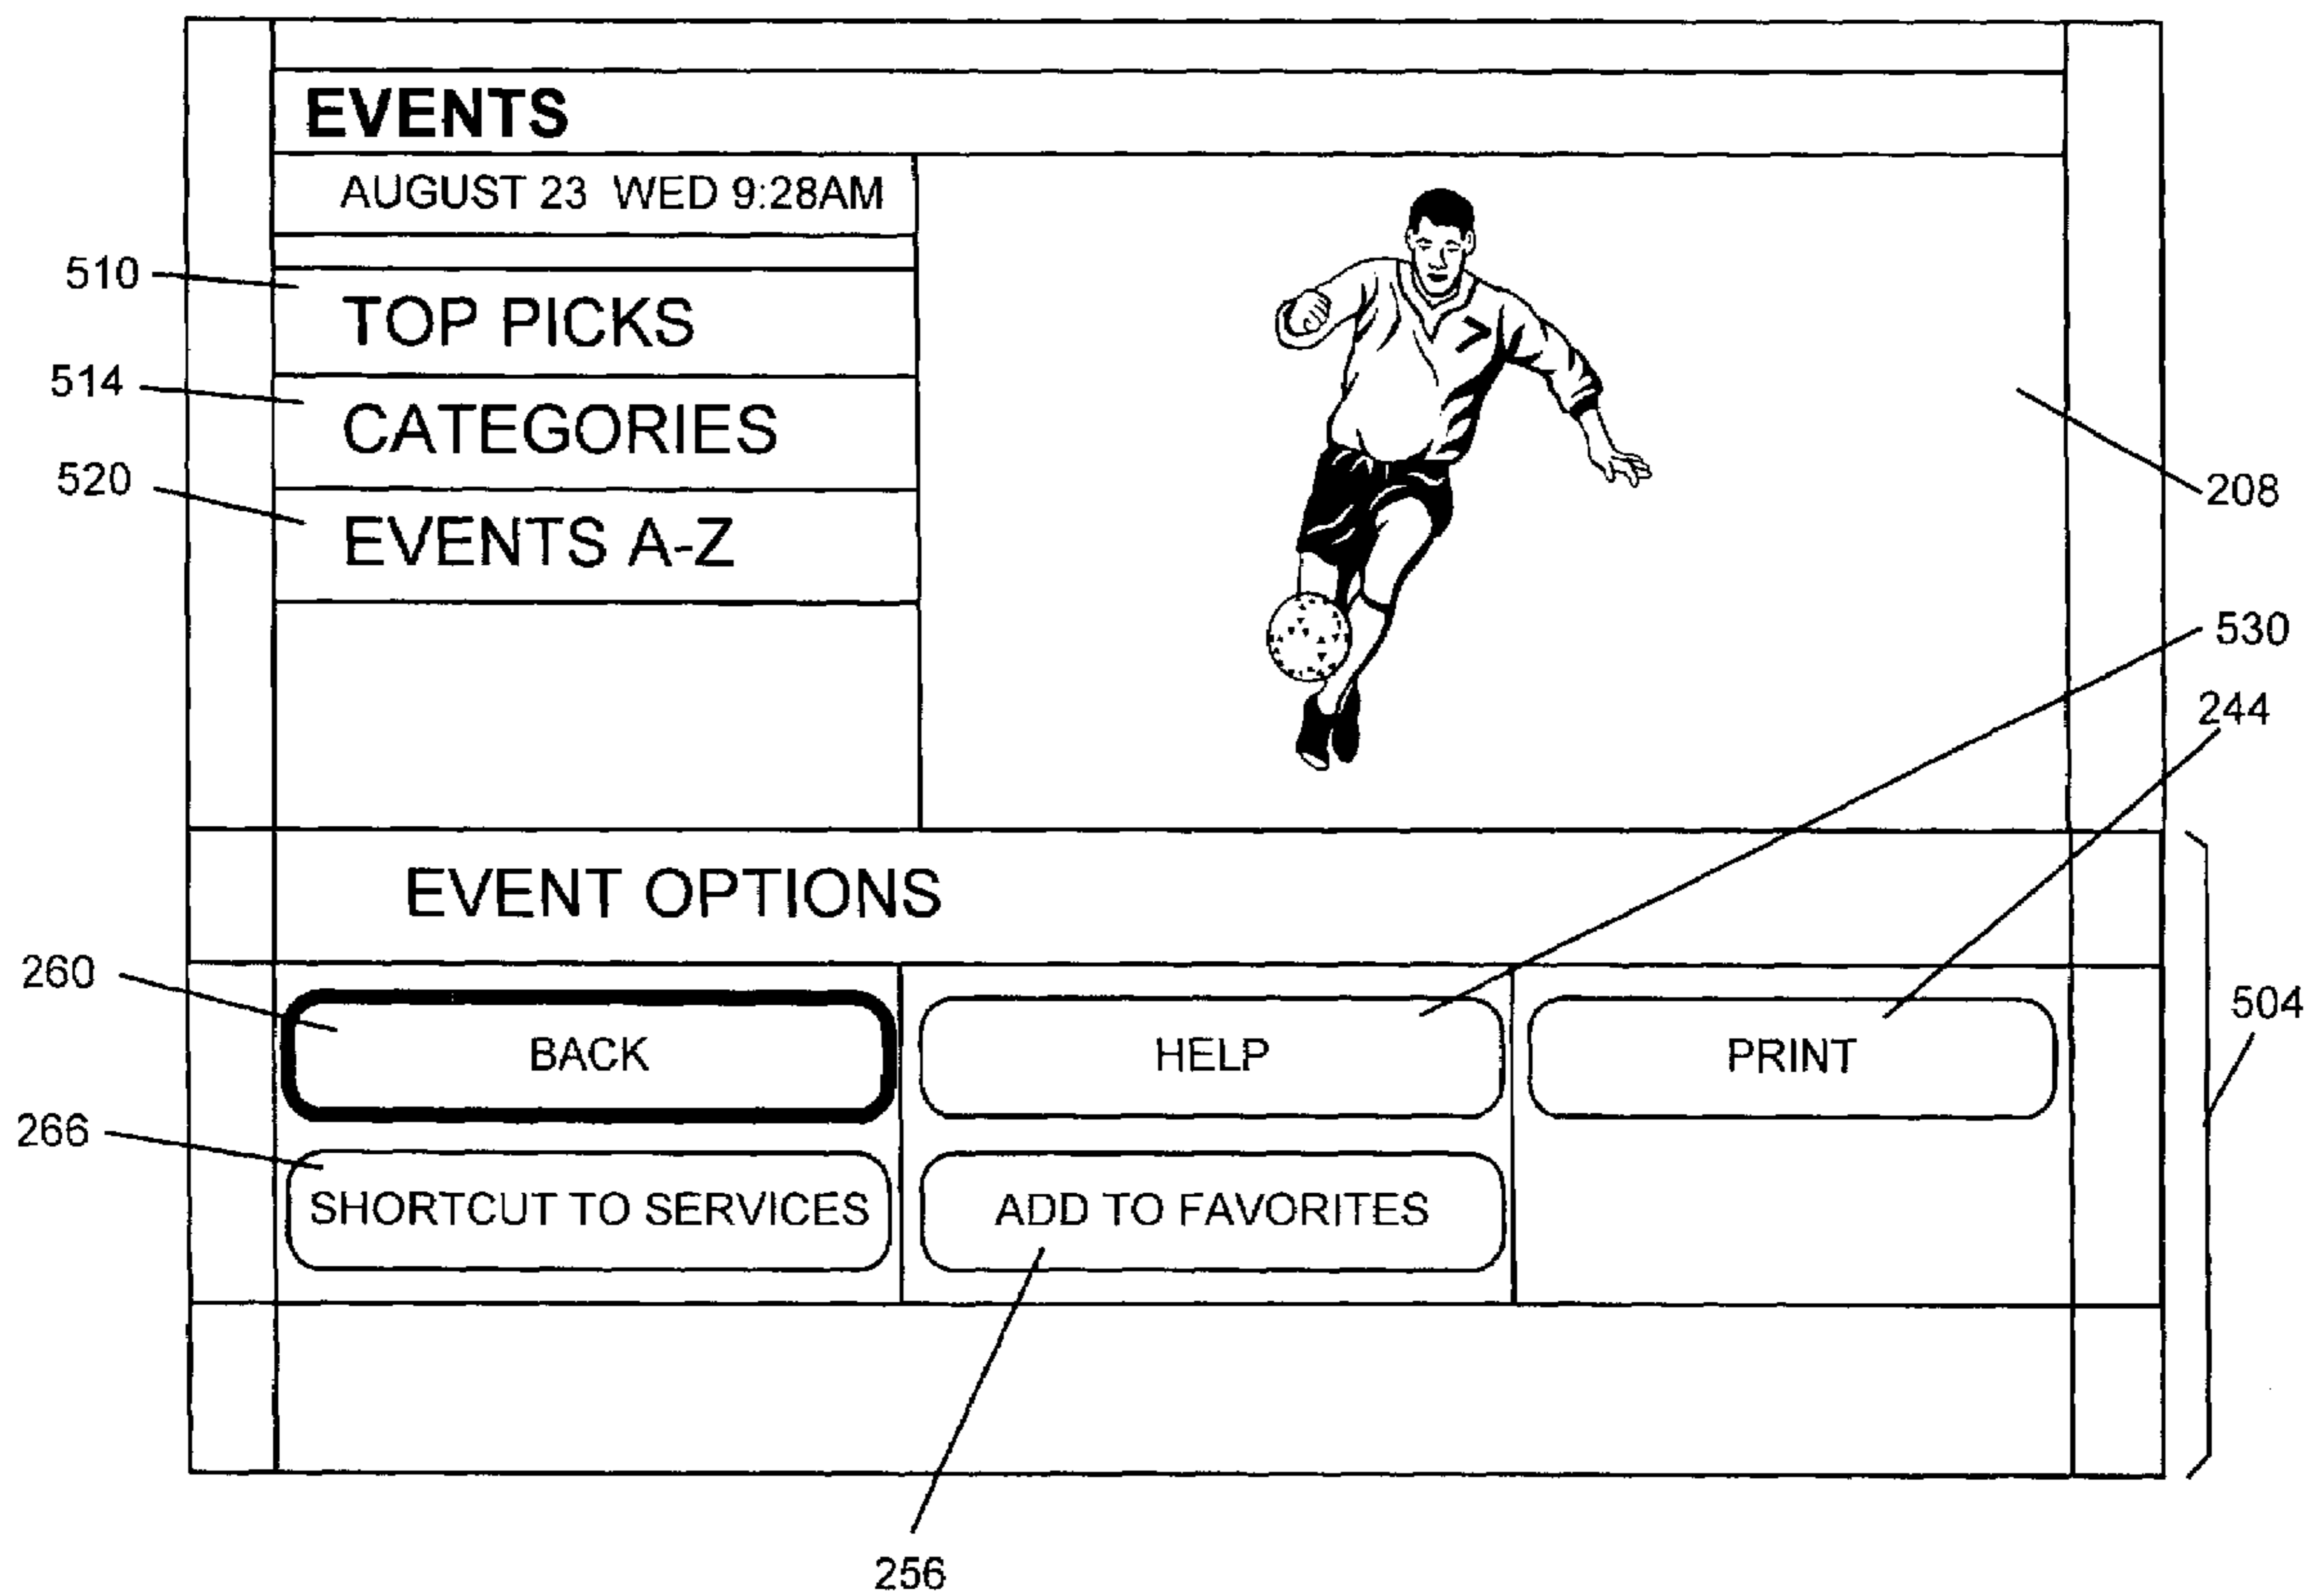 EVENTS
AUGUST 23 WED 9:28AM
510
TOP PICKS
514
CATEGORIES
520
EVENTS A-Z
208
530
244
EVENT OPTIONS
260
BACK
HELP
PRINT
504
266
SHORTCUT TO SERVICES
ADD TO FAVORITES
256